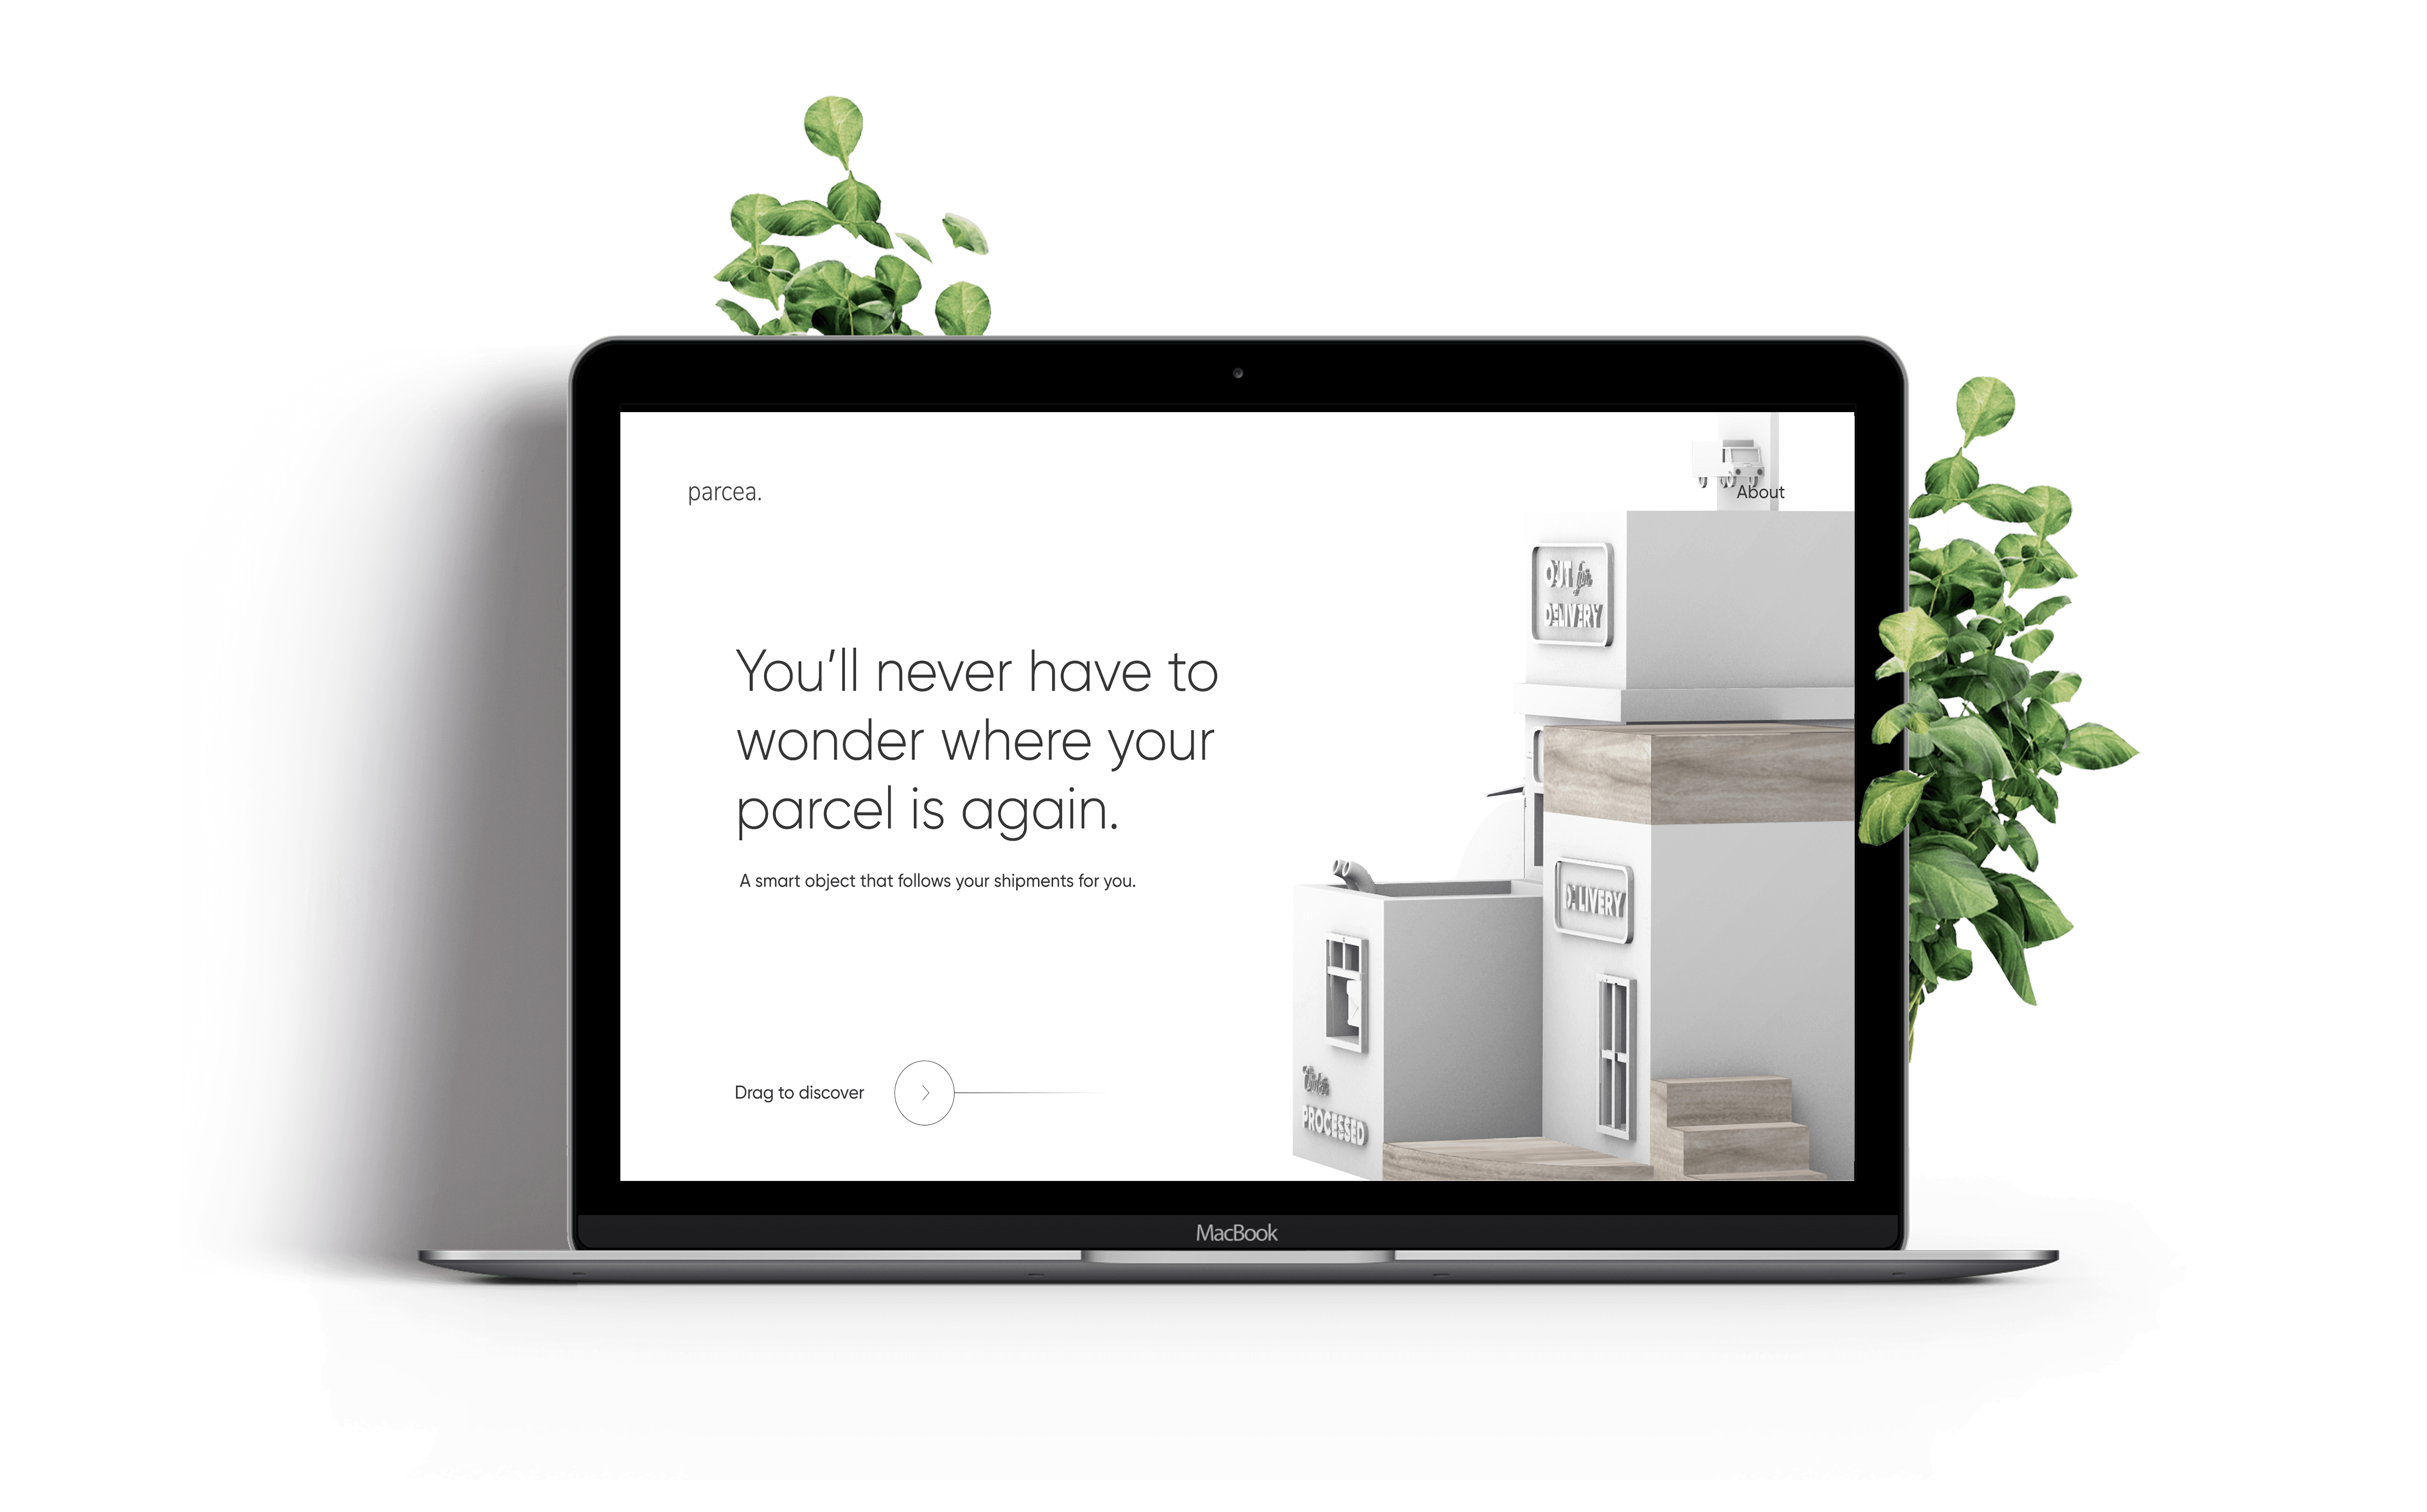 parcea.
About
OUT for
DELIVERY
You’ll never have to
wonder where your
parcel is again.
A smart object that follows your shipments for you.
DELIVERY
Drag to discover
PROCESSED
MacBook